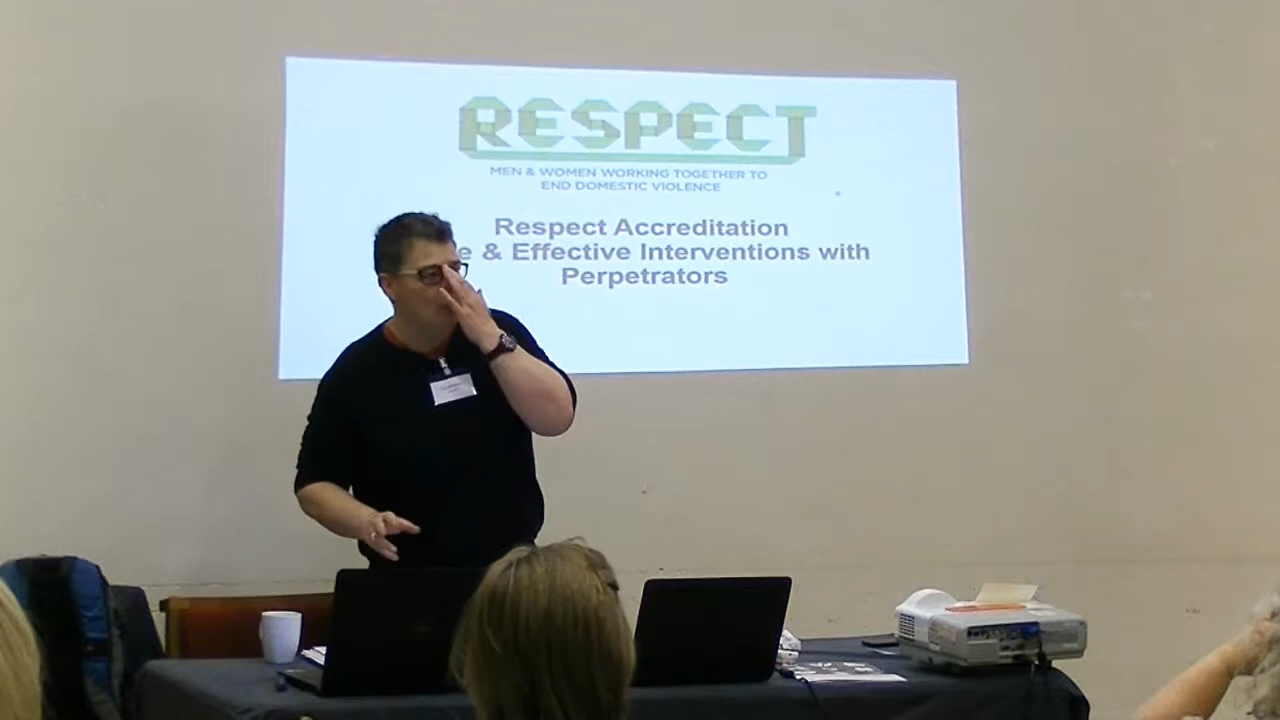 RESPECT
MEN & WOMEN WORKING TOGETHER TO
END DOMESTIC VIOLENCE
Respect Accreditation
e & Effective Interventions with
Perpetrators